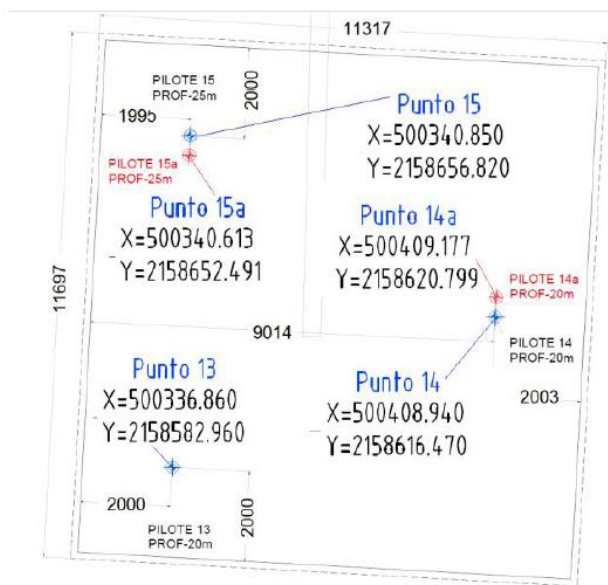 11317
PILOTE 15
PROF-25m
2000
1995
Punto 15
X=500340.850
Y=2158656.820
PILOTE 15a
PROF-25m
Punto 15a
X=500340.613
Y=2158652.491
Punto 14a
X=500409.177
Y=2158620.799
PILOTE 14a
PROF-20m
11697
9014
PILOTE 14
PROF-20m
Punto 13
X=500336.860
Y=2158582.960
Punto 14
X=500408.940
Y=2158616.470
2003
2000
2000
PILOTE 13
PROF-20m